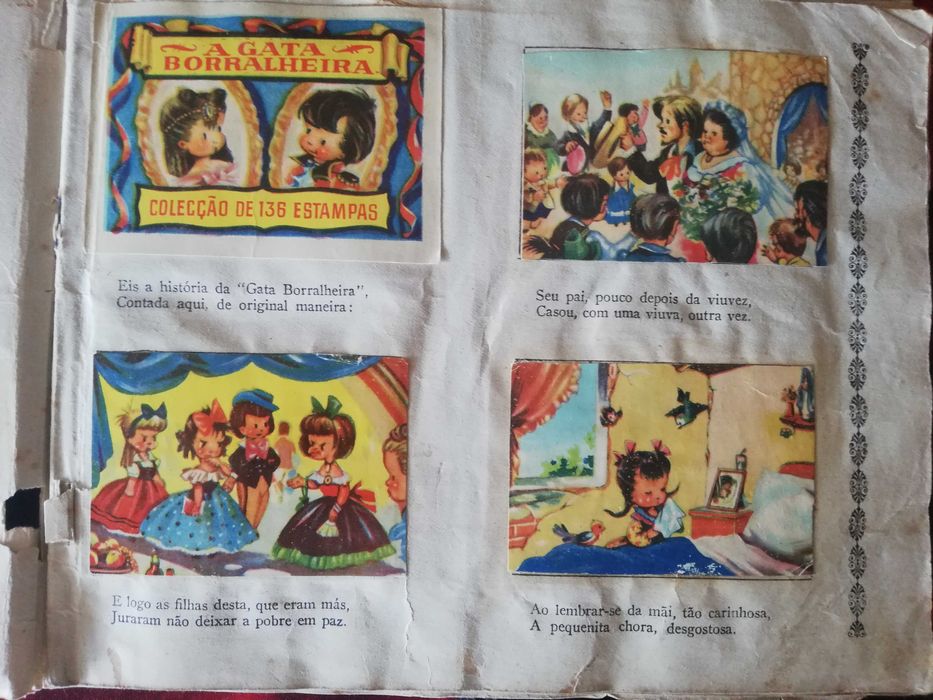 A GATA
BORRALHEIRA
COLECÇÃO DE 136 ESTAMPAS
Eis a história da "Gata Borralheira",
Contada aqui, de original maneira:
Seu pai, pouco depois da viuvez,
Casou, com uma viuva, outra vez.
E logo as filhas desta, que eram más,
Juraram não deixar a pobre em paz.
Ao lembrar-se da mãi, tão carinhosa,
A pequenita chora, desgostosa.